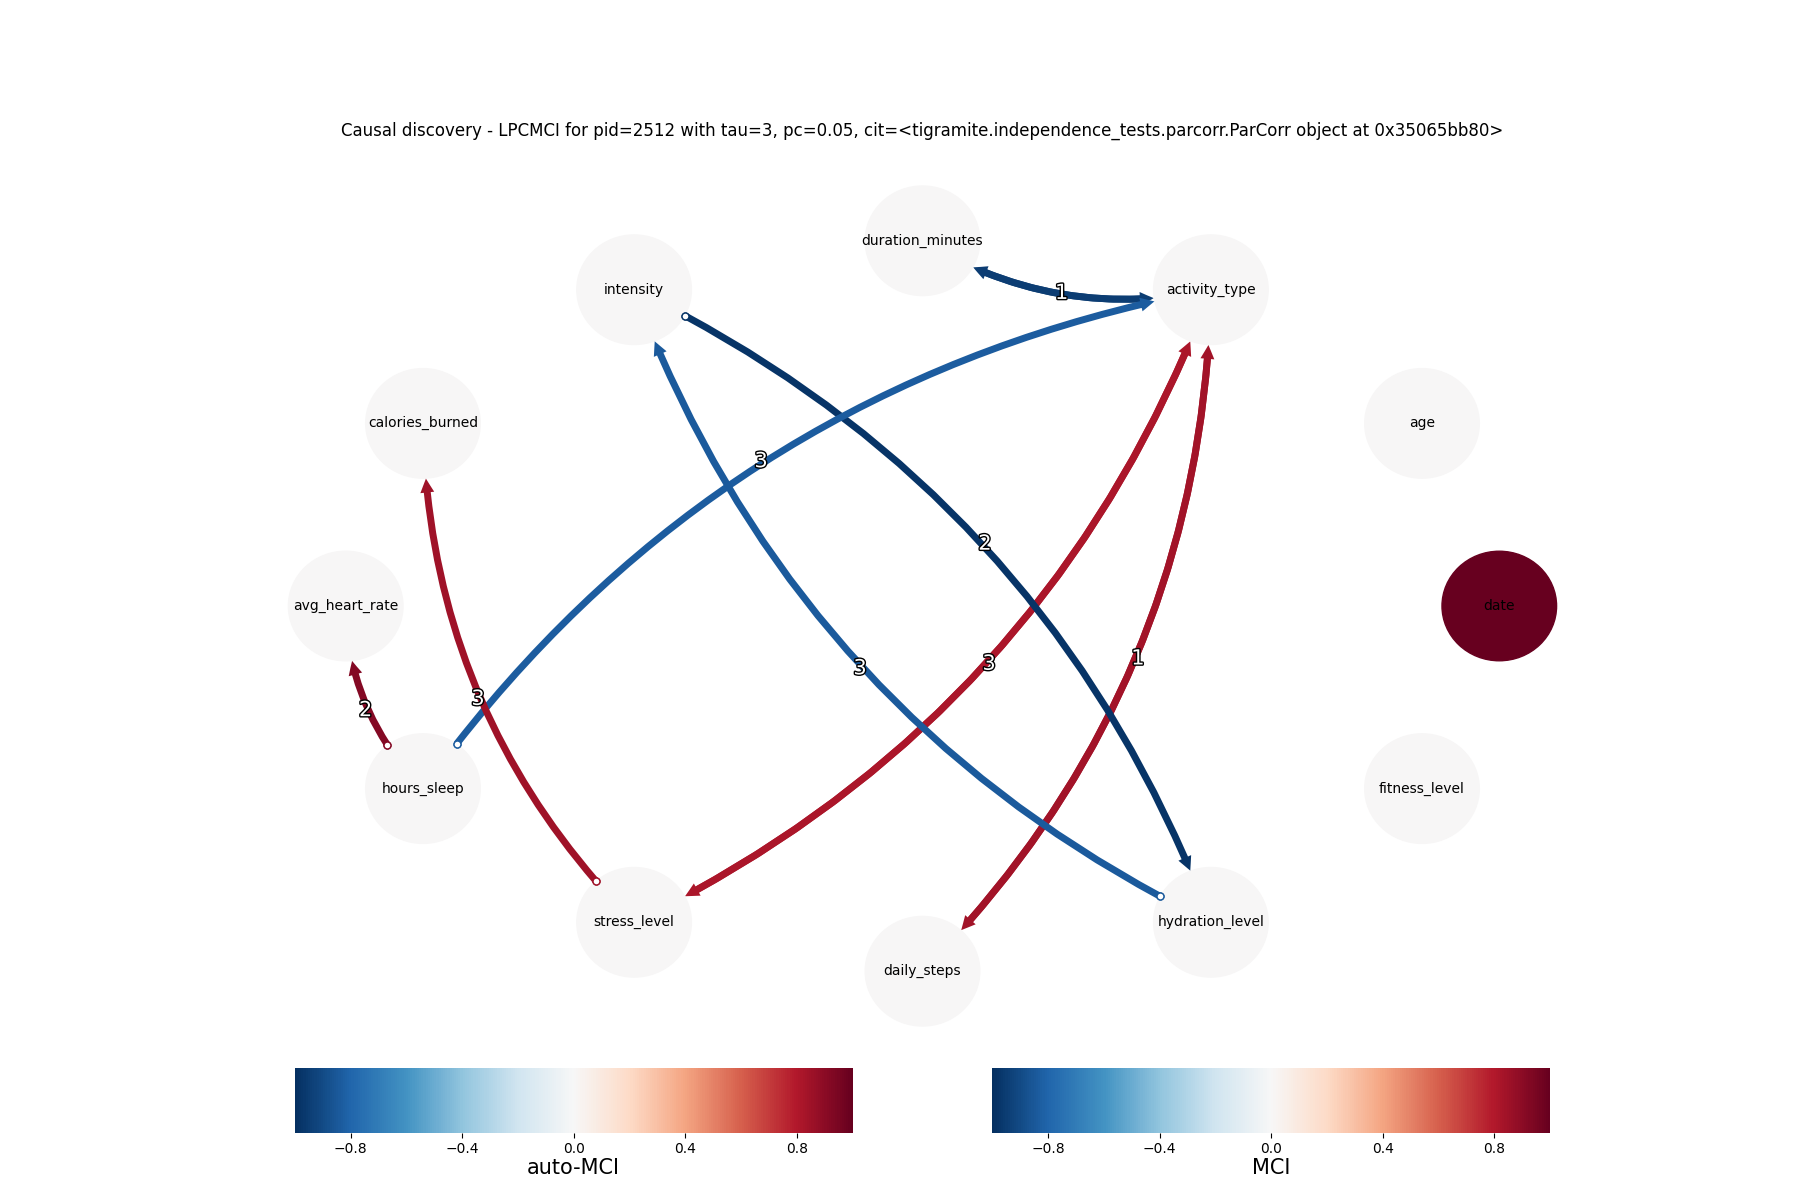 Causal discovery - LPCMCI for pid=2512 with tau=3, pc=0.05, cit=<tigramite.independence_tests.parcorr.ParCorr object at 0x35065bb80>
duration_minutes
intensity
activity_type
1
calories_burned
age
3
2
avg_heart_rate
date
1
3
3
3
2
hours_sleep
fitness_level
stress_level
hydration_level
daily_steps
−0.8 −0.4 0.0 0.4 0.8
auto-MCI
−0.8 −0.4 0.0 0.4 0.8
MCI